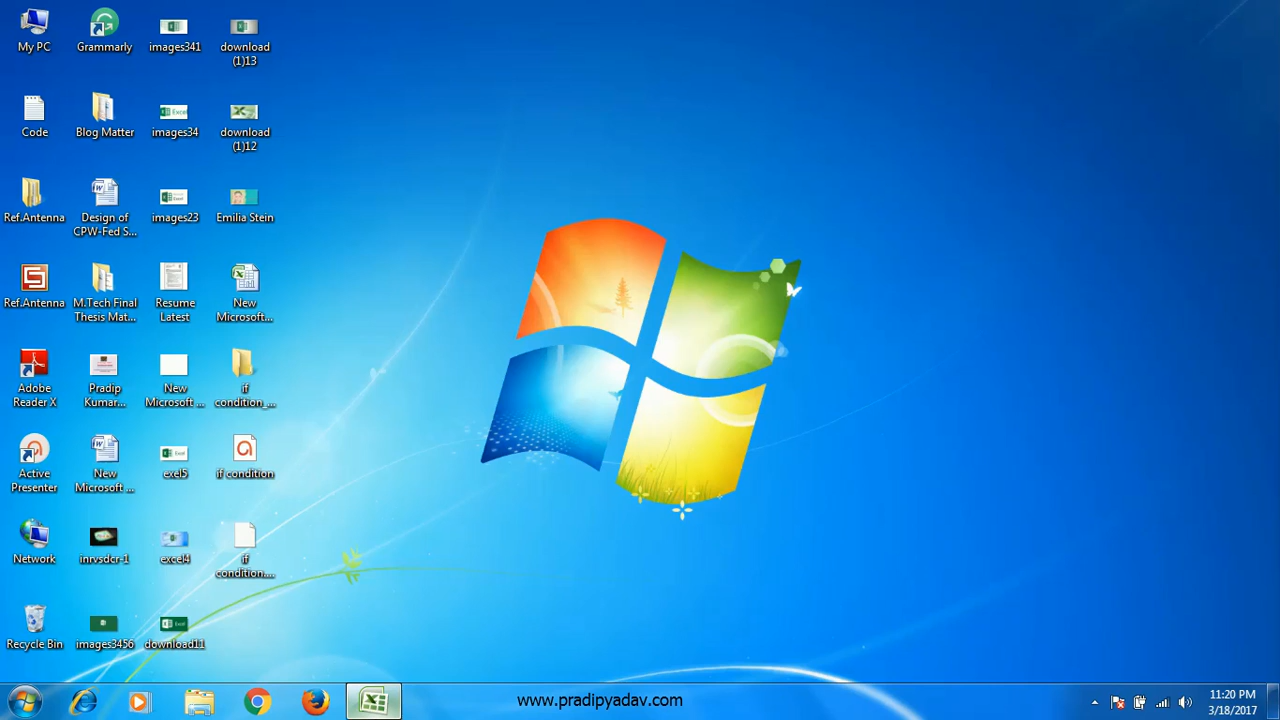 My PC
Grammarly
images341
download
(1)13
Code
Blog Matter
images34
download
(1)12
Ref.Antenna
Design of
CPW-Fed S...
images23
Emilia Stein
Ref.Antenna
M.Tech Final
Thesis Mat...
Resume
Latest
New
Microsoft...
Adobe
Reader X
Pradip
Kumar...
New
Microsoft ...
if
condition_...
Active
Presenter
New
Microsoft ...
exel5
if condition
Network
inrvsdcr-1
excel4
if
condition....
Recycle Bin
images3456
download11
www.pradipyadav.com
11:20 PM
3/18/2017